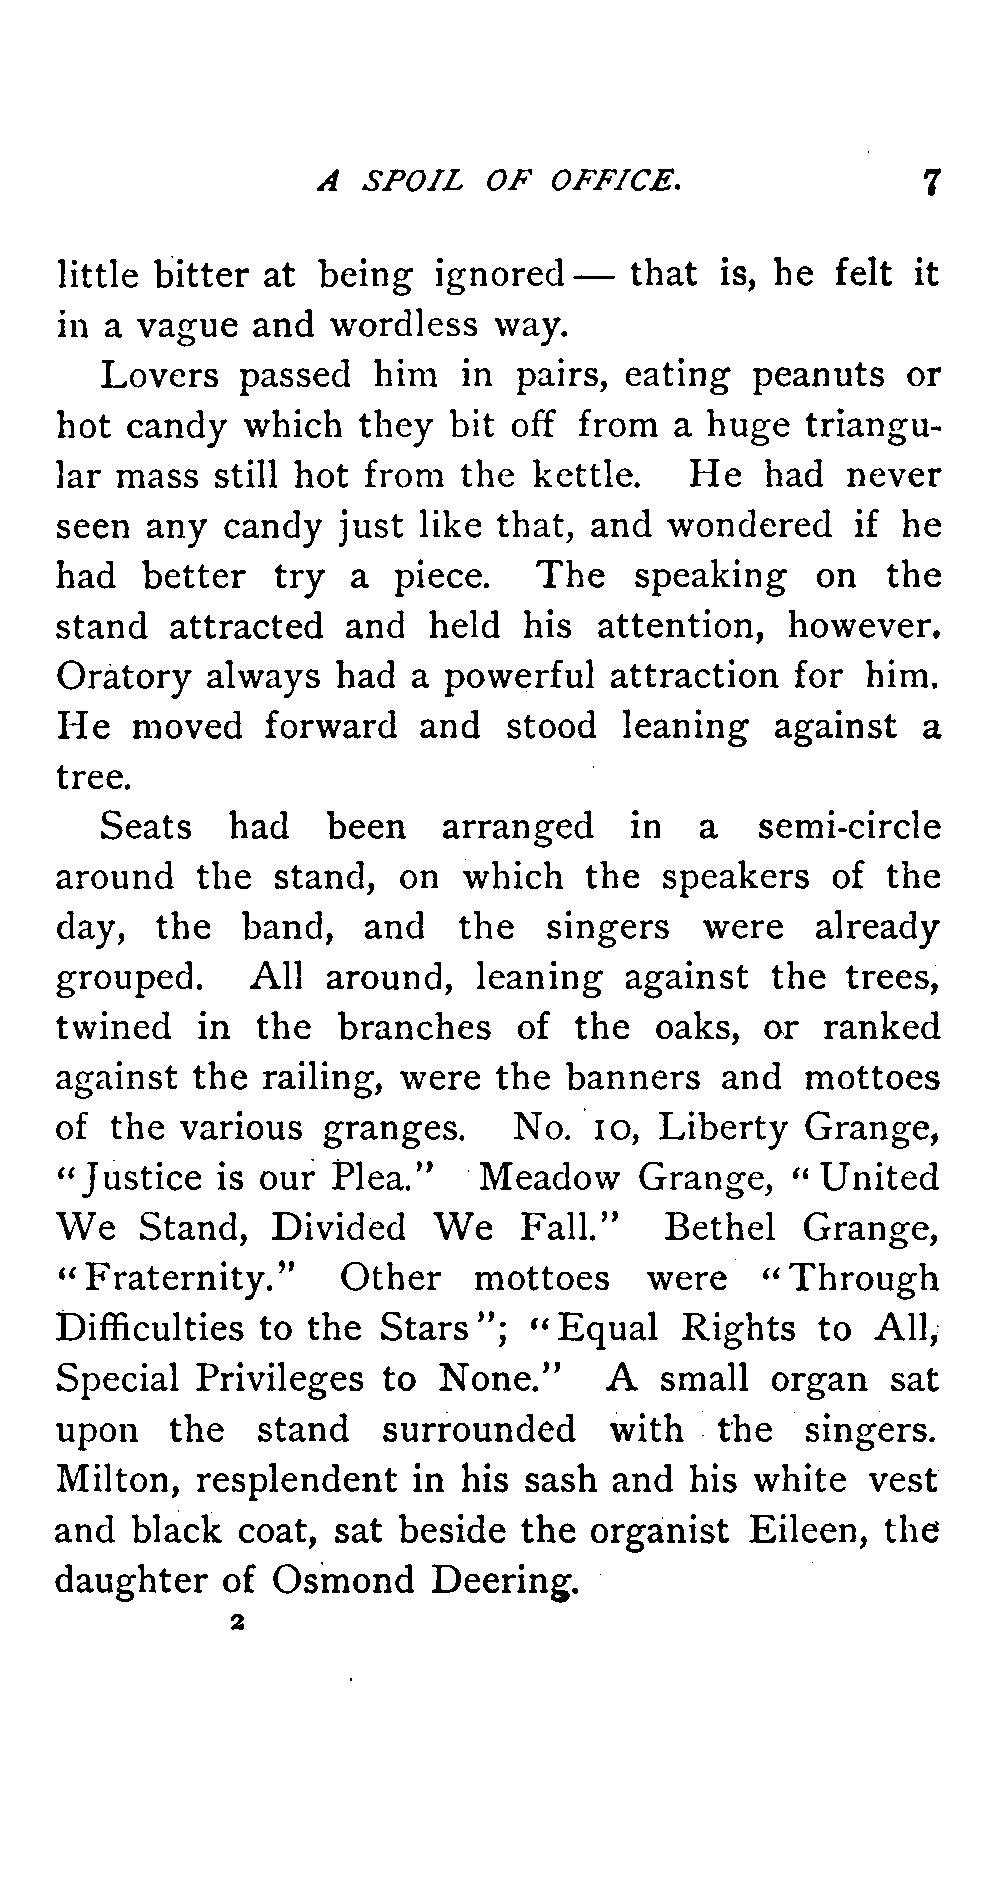 A SPOIL OF OFFICE. 7
little bitter at being ignored — that is, he felt it
in a vague and wordless way.
Lovers passed him in pairs, eating peanuts or
hot candy which they bit off from a huge triangu-
lar mass still hot from the kettle. He had never
seen any candy just like that, and wondered if he
had better try a piece. The speaking on the
stand attracted and held his attention, however.
Oratory always had a powerful attraction for him.
He moved forward and stood leaning against a
tree.
Seats had been arranged in a semi-circle
around the stand, on which the speakers of the
day, the band, and the singers were already
grouped. All around, leaning against the trees,
twined in the branches of the oaks, or ranked
against the railing, were the banners and mottoes
of the various granges. No. 10, Liberty Grange,
“Justice is our Plea.” Meadow Grange, “United
We Stand, Divided We Fall.” Bethel Grange,
“Fraternity.” Other mottoes were “Through
Difficulties to the Stars”; “Equal Rights to All,
Special Privileges to None.” A small organ sat
upon the stand surrounded with the singers.
Milton, resplendent in his sash and his white vest
and black coat, sat beside the organist Eileen, the
daughter of Osmond Deering.
2